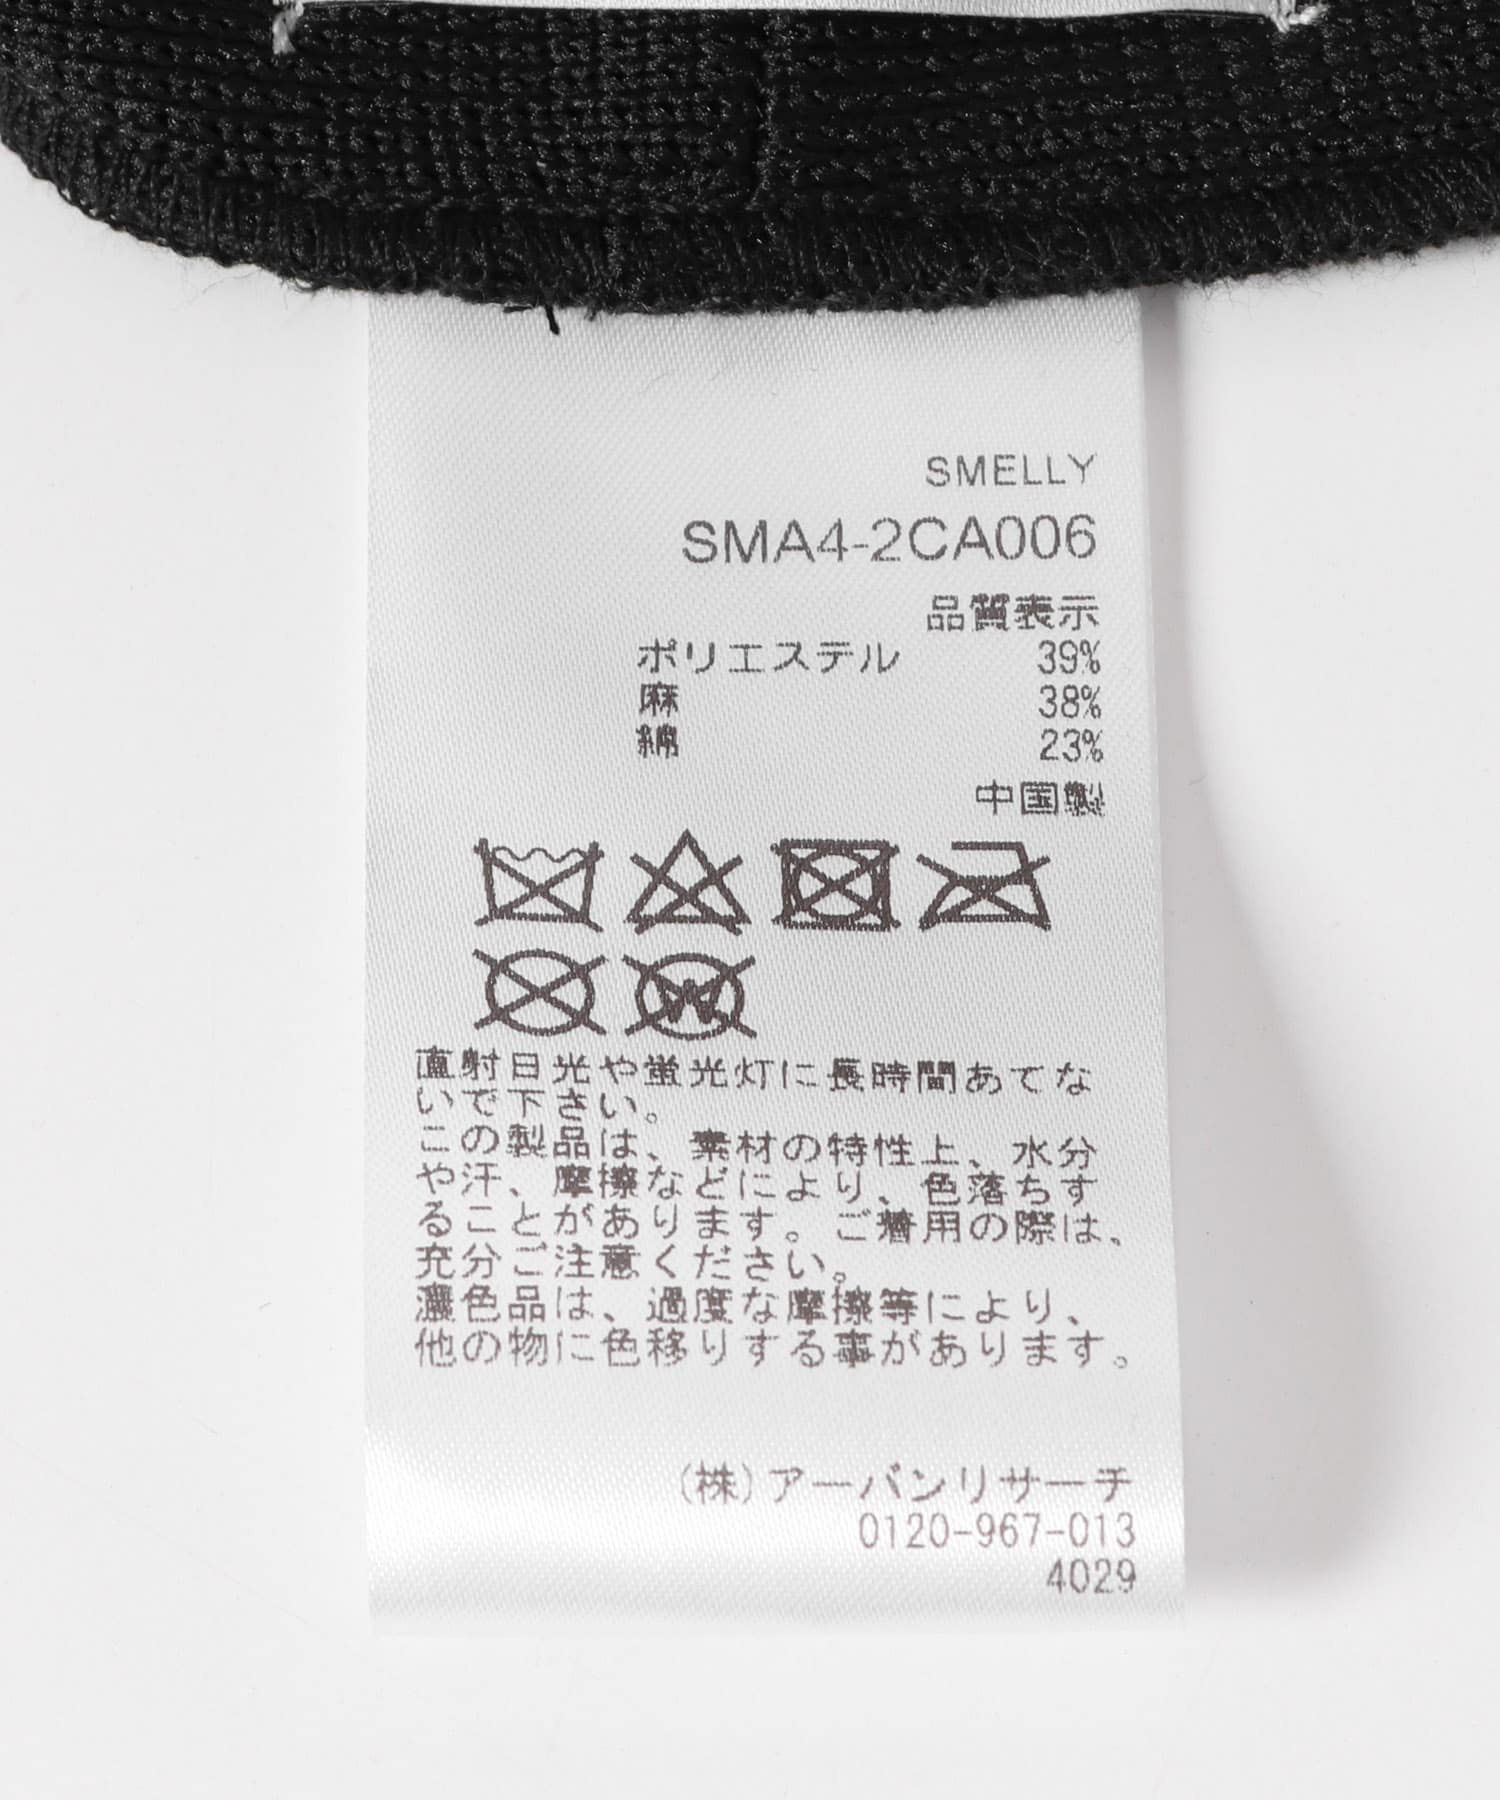 SMELLY
SMA4-2CA006
品質表示
ポリエステル 39%
麻 38%
綿 23%
中国製
直射日光や蛍光灯に長時間あてな
いで下さい。
この製品は、素材の特性上、水分
や汗、摩擦などにより、色落ちす
ることがあります。ご着用の際は、
充分ご注意ください。
濃色品は、過度な摩擦等により、
他の物に色移りする事があります。
(株)アーバンリサーチ
0120-967-013
4029